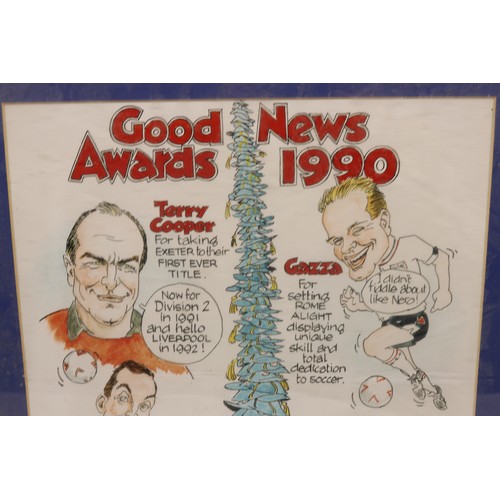 Good News
Awards 1990
Terry
Cooper
For taking
EXETER to their
FIRST EVER
TITLE..
Now for
Division 2
in 1991
and hello
LIVERPOOL
in 1992!
Gazza
For
setting
ROME
ALIGHT
displaying
unique
skill and
total
dedication
to soccer.
I didn't
fiddle about
like Nero!